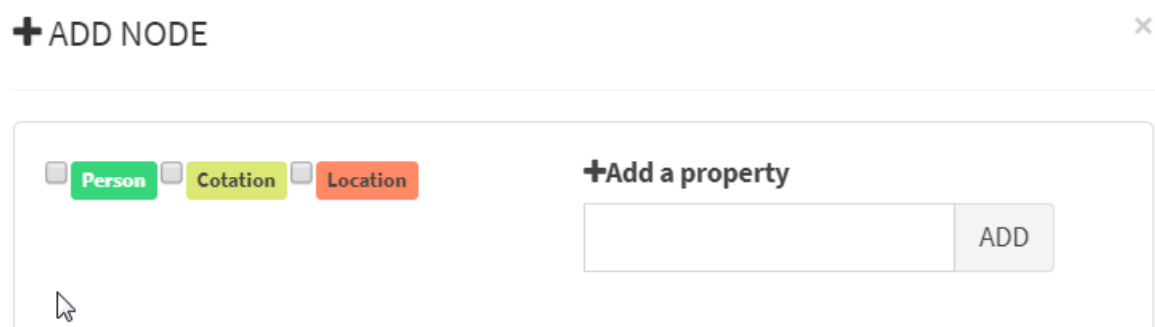 ADD NODE
Person Cotation Location
Add a property
ADD